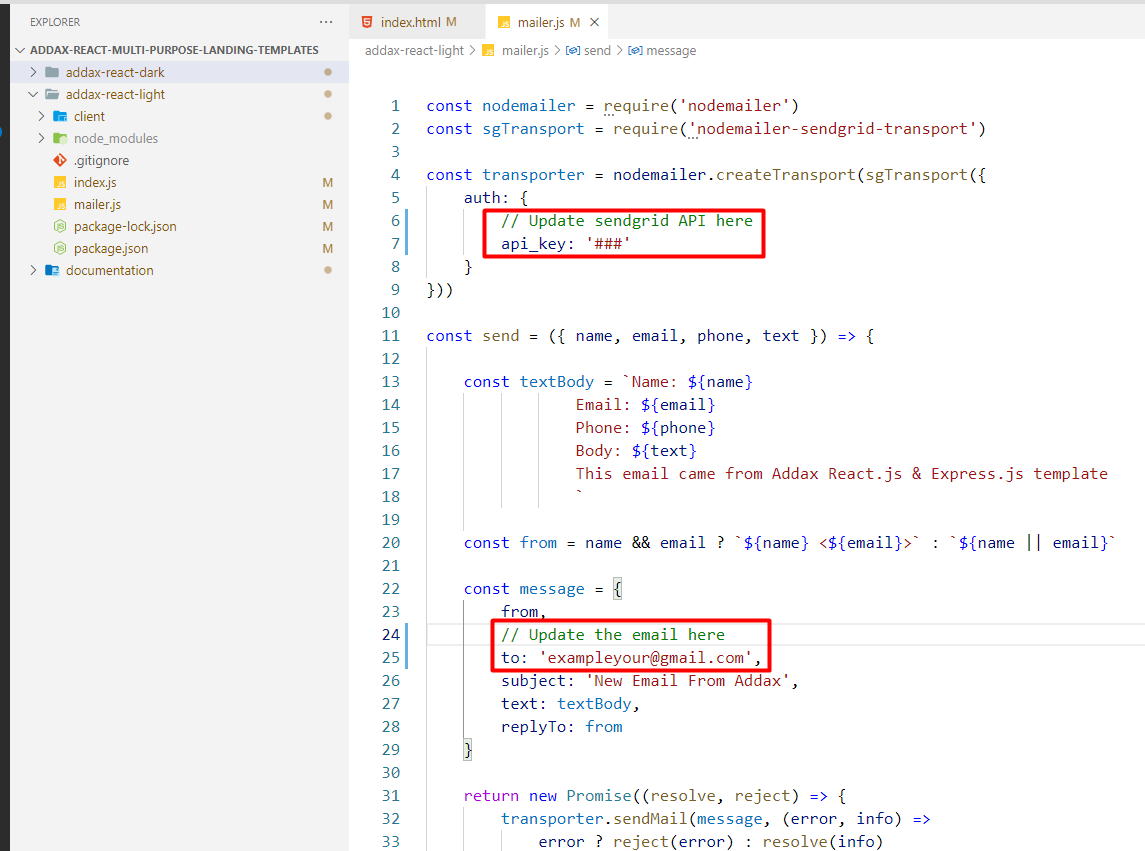 EXPLORER ···
ADDAX-REACT-MULTI-PURPOSE-LANDING-TEMPLATES
addax-react-dark
addax-react-light
client
node_modules
.gitignore
index.js M
mailer.js M
package-lock.json M
package.json M
documentation
index.html M mailer.js M
addax-react-light > mailer.js > send > message
1 const nodemailer = require('nodemailer')
2 const sgTransport = require('nodemailer-sendgrid-transport')
3
4 const transporter = nodemailer.createTransport(sgTransport({
5 auth: {
6 // Update sendgrid API here
7 api_key: '###'
8 }
9 }))
10
11 const send = ({ name, email, phone, text }) => {
12
13 const textBody = `Name: ${name}
14 Email: ${email}
15 Phone: ${phone}
16 Body: ${text}
17 This email came from Addax React.js & Express.js template
18 `
19
20 const from = name && email ? `${name} <${email}>` : `${name || email}`
21
22 const message = {
23 from,
24 // Update the email here
25 to: 'exampleyour@gmail.com',
26 subject: 'New Email From Addax',
27 text: textBody,
28 replyTo: from
29 }
30
31 return new Promise((resolve, reject) => {
32 transporter.sendMail(message, (error, info) =>
33 error ? reject(error) : resolve(info)